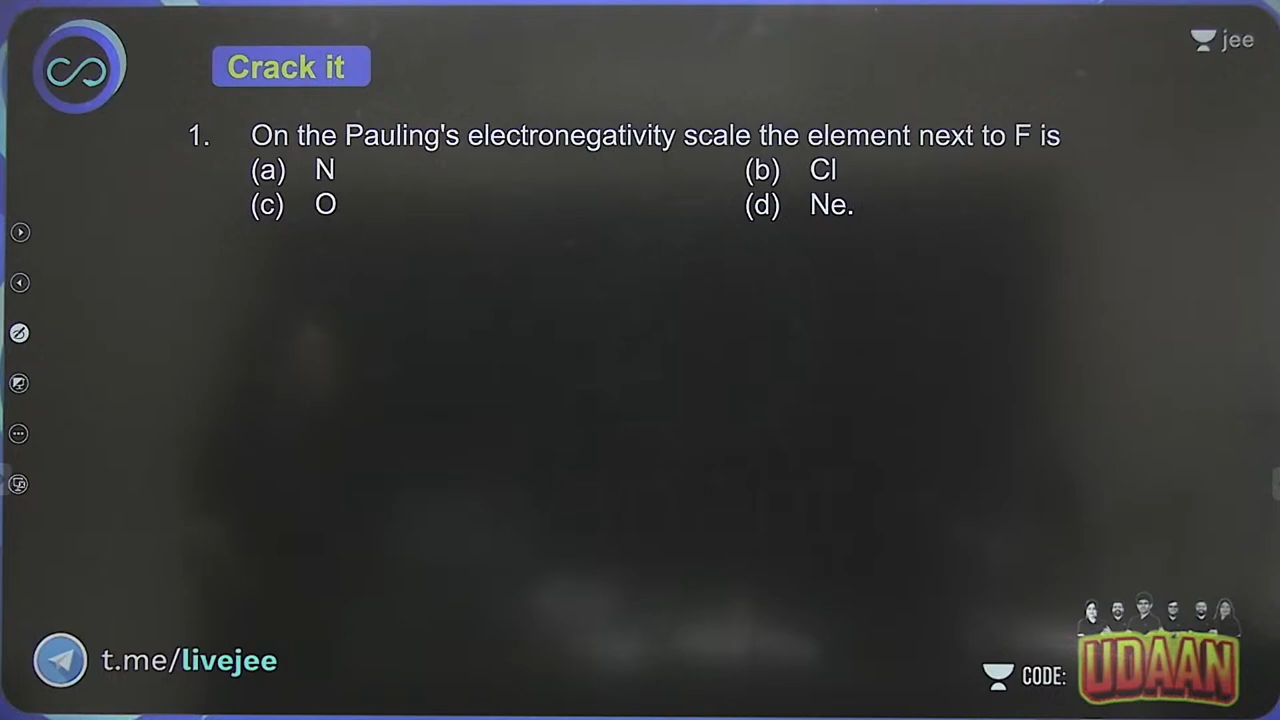 jee
Crack it
1. On the Pauling's electronegativity scale the element next to F is
(a) N (b) Cl
(c) O (d) Ne.
t.me/livejee
CODE: UDAAN